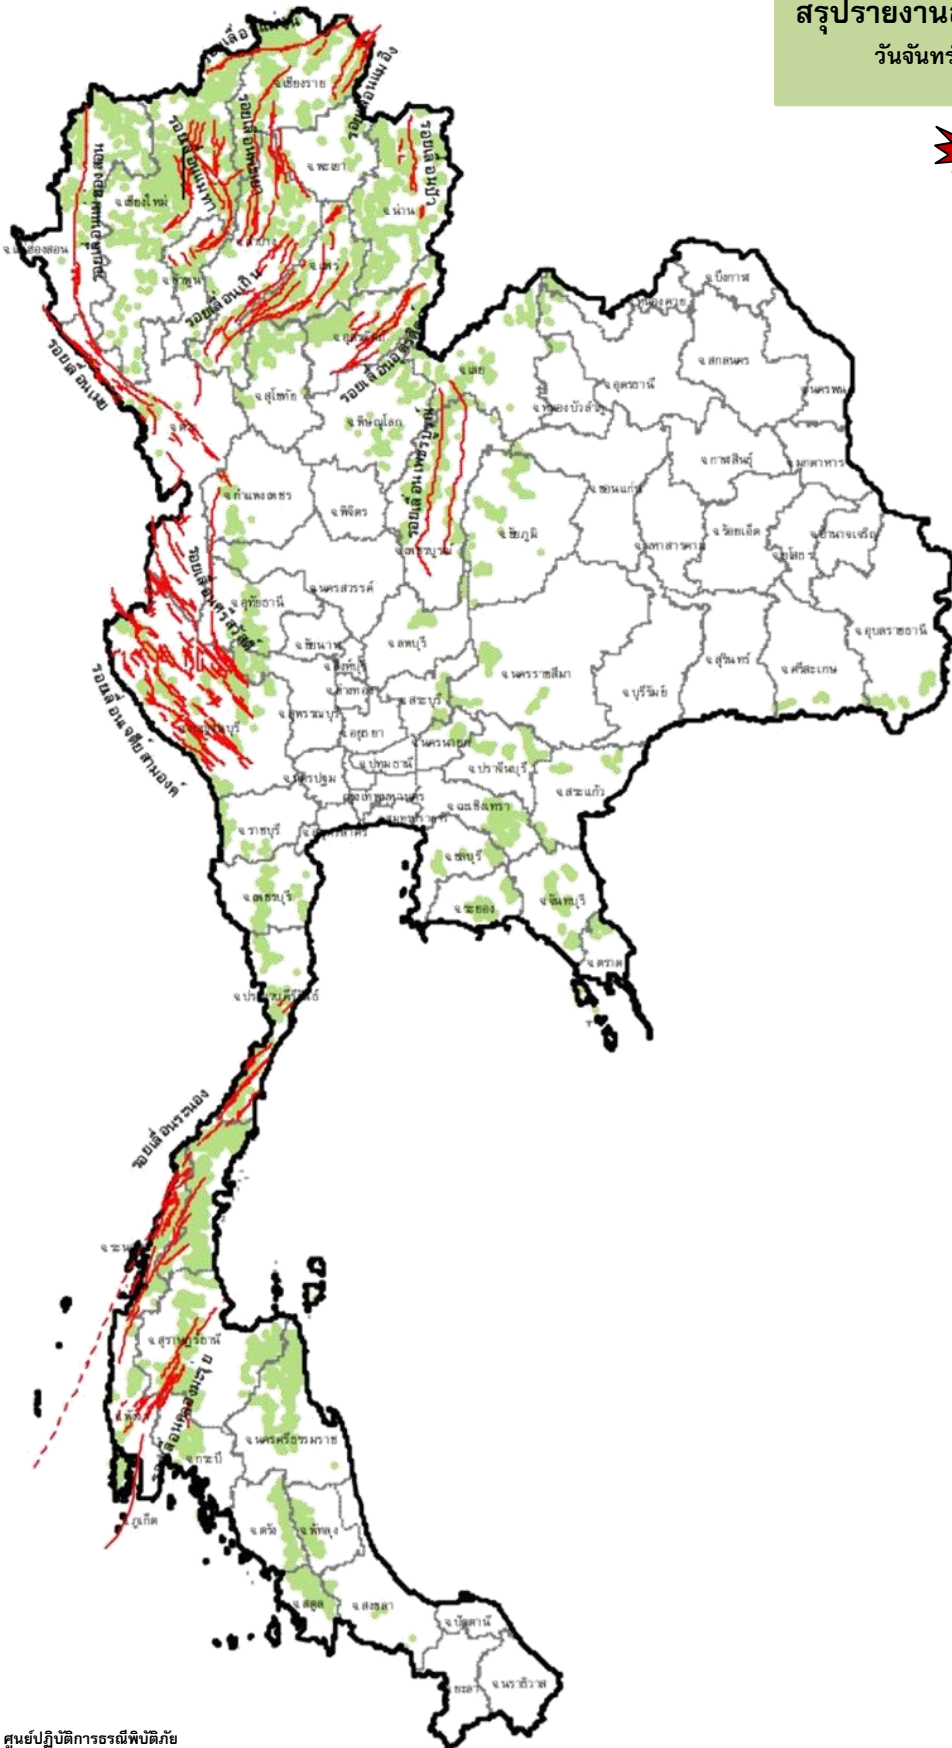 สรุปรายงานส
วันจันทร์
จ.เชียงราย
รอยเลื่อนแม่อิง
รอยเลื่อนพะเยา
รอยเลื่อนแม่ทา
รอยเลื่อนปัว
รอยเลื่อนแม่ฮ่องสอน
จ.พะเยา
จ.เชียงใหม่
จ.น่าน
จ.ลำปาง
จ.แพร่
จ.ลำพูน
รอยเลื่อนเถิน
รอยเลื่อนอุตรดิตถ์
รอยเลื่อนเมย
จ.บึงกาฬ
จ.สกลนคร
จ.อุดรธานี
จ.เลย
จ.นครพน
จ.สุโขทัย
จ.หนองบัวลำภู
จ.พิษณุโลก
จ.ตาก
รอยเลื่อนเพชรบูรณ์
จ.กาฬสินธุ์
จ.มุกดาหาร
จ.ขอนแก่น
จ.กำแพงเพชร
จ.พิจิตร
จ.ชัยภูมิ
จ.ร้อยเอ็ด
จ.อำนาจเจริญ
จ.มหาสารคาม
จ.ยโสธร
จ.เพชรบูรณ์
รอยเลื่อนศรีสวัสดิ์
จ.นครสวรรค์
จ.อุทัยธานี
จ.ชัยนาท
จ.ลพบุรี
จ.อุบลราชธานี
จ.สุรินทร์
จ.ศรีสะเกษ
จ.นครราชสีมา
จ.บุรีรัมย์
จ.สิงห์บุรี
จ.อ่างทอง
จ.สระบุรี
จ.สุพรรณบุรี
รอยเลื่อนเจดีย์สามองค์
จ.กาญจนบุรี
จ.อยุธยา
จ.นครนายก
จ.ปทุมธานี
จ.ปราจีนบุรี
จ.นครปฐม
จ.สระแก้ว
กรุงเทพมหานคร
จ.ฉะเชิงเทรา
จ.ราชบุรี
จ.ชลบุรี
จ.เพชรบุรี
จ.ระยอง
จ.จันทบุรี
จ.ตราด
จ.ประจวบคีรีขันธ์
รอยเลื่อนระนอง
จ.ระนอ
จ.สุราษฎร์ธานี
รอยเลื่อนคลองมะรุ่ย
จ.พังงา
จ.นครศรีธรรมราช
จ.กระบี่
จ.ภูเก็ต
จ.ตรัง
จ.พัทลุง
จ.สตูล
จ.สงขลา
จ.ปัตตานี
จ.ยะลา
จ.นราธิวาส
ศูนย์ปฏิบัติการธรณีพิบัติภัย